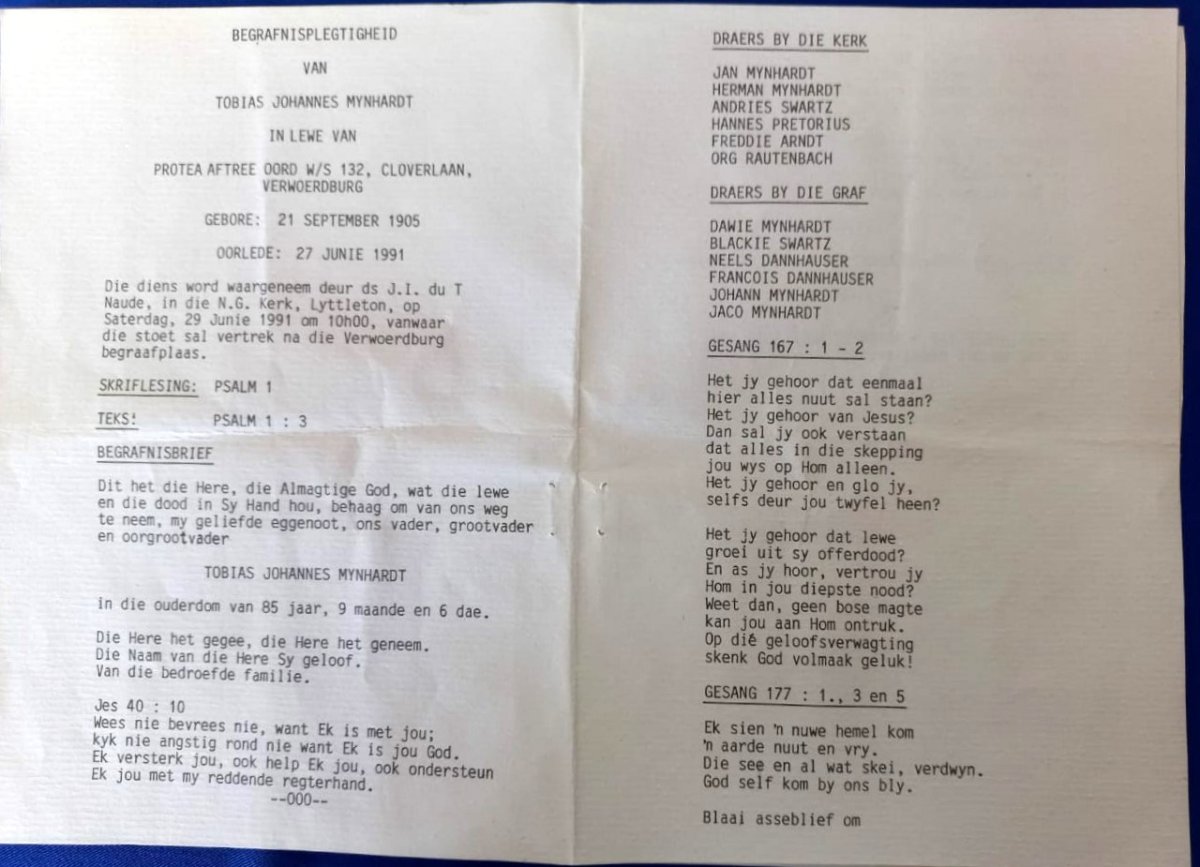 BEGRAFNISPLEGTIGHEID
VAN
TOBIAS JOHANNES MYNHARDT
IN LEWE VAN
PROTEA AFTREE OORD W/S 132, CLOVERLAAN,
VERWOERDBURG
GEBORE: 21 SEPTEMBER 1905
OORLEDE: 27 JUNIE 1991
Die diens word waargeneem deur ds J.I. du T
Naude, in die N.G. Kerk, Lyttleton, op
Saterdag, 29 Junie 1991 om 10h00, vanwaar
die stoet sal vertrek na die Verwoerdburg
begraafplaas.
SKRIFLESING: PSALM 1
TEKS: PSALM 1 : 3
BEGRAFNISBRIEF
Dit het die Here, die Almagtige God, wat die lewe
en die dood in Sy Hand hou, behaag om van ons weg
te neem, my geliefde eggenoot, ons vader, grootvader
en oorgrootvader
TOBIAS JOHANNES MYNHARDT
in die ouderdom van 85 jaar, 9 maande en 6 dae.
Die Here het gegee, die Here het geneem.
Die Naam van die Here Sy geloof.
Van die bedroefde familie.
Jes 40 : 10
Wees nie bevrees nie, want Ek is met jou;
kyk nie angstig rond nie want Ek is jou God.
Ek versterk jou, ook help Ek jou, ook ondersteun
Ek jou met my reddende regterhand.
--000--
DRAERS BY DIE KERK
JAN MYNHARDT
HERMAN MYNHARDT
ANDRIES SWARTZ
HANNES PRETORIUS
FREDDIE ARNDT
ORG RAUTENBACH
DRAERS BY DIE GRAF
DAWIE MYNHARDT
BLACKIE SWARTZ
NEELS DANNHAUSER
FRANCOIS DANNHAUSER
JOHANN MYNHARDT
JACO MYNHARDT
GESANG 167 : 1 - 2
Het jy gehoor dat eenmaal
hier alles nuut sal staan?
Het jy gehoor van Jesus?
Dan sal jy ook verstaan
dat alles in die skepping
jou wys op Hom alleen.
Het jy gehoor en glo jy,
selfs deur jou twyfel heen?
Het jy gehoor dat lewe
groei uit sy offerdood?
En as jy hoor, vertrou jy
Hom in jou diepste nood?
Weet dan, geen bose magte
kan jou aan Hom ontruk.
Op dié geloofsverwagting
skenk God volmaak geluk!
GESANG 177 : 1., 3 en 5
Ek sien 'n nuwe hemel kom
'n aarde nuut en vry.
Die see en al wat skei, verdwyn.
God self kom by ons bly.
Blaai asseblief om